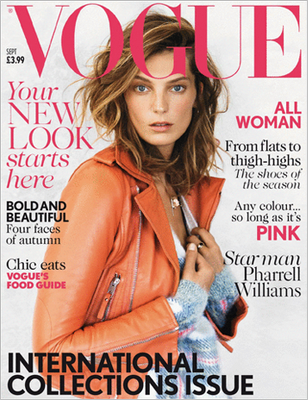 VOGUE
SEPT
£3.99
Your
NEW
LOOK
starts
here
BOLD AND
BEAUTIFUL
Four faces
of autumn
Chic eats
VOGUE'S
FOOD GUIDE
ALL
WOMAN
From flats to
thigh-highs
The shoes of
the season
Any colour...
so long as it's
PINK
Star man
Pharrell
Williams
INTERNATIONAL
COLLECTIONS ISSUE